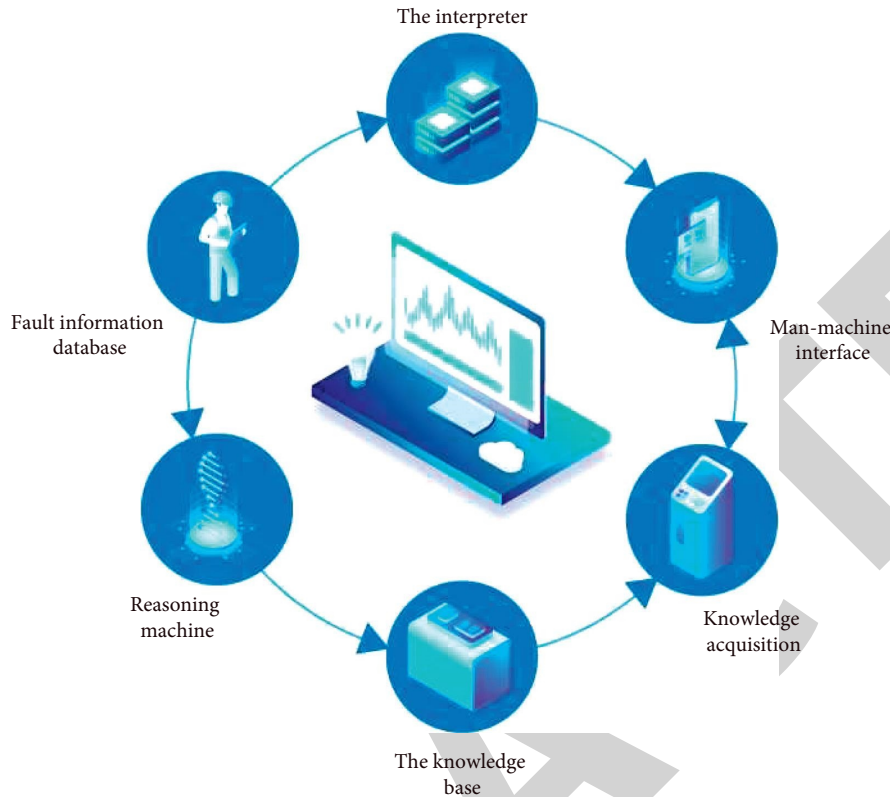 The interpreter
Fault information
database
Man-machine
interface
Reasoning
machine
Knowledge
acquisition
The knowledge
base